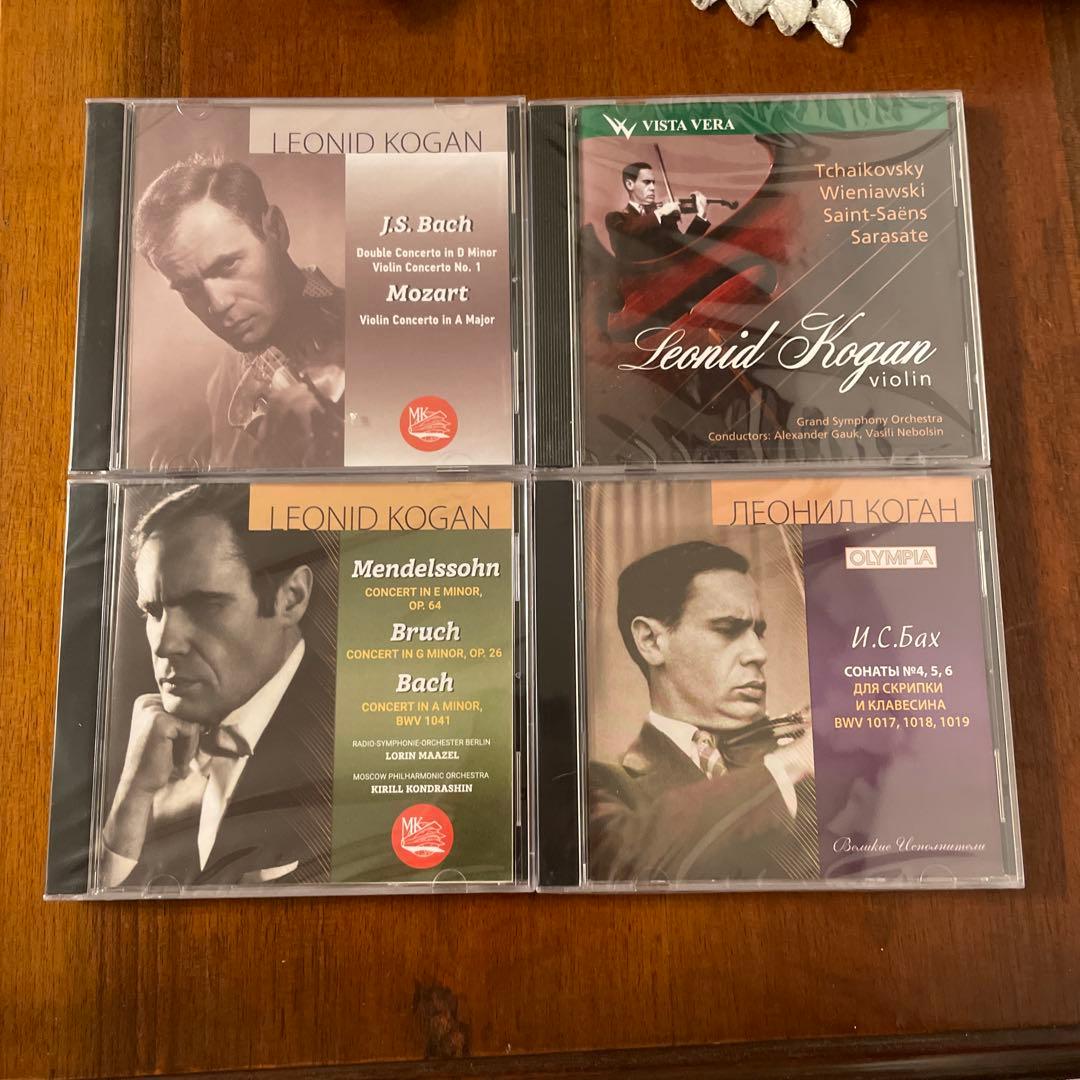 LEONID KOGAN
J.S. Bach
Double Concerto in D Minor
Violin Concerto No. 1
Mozart
Violin Concerto in A Major
MK
VISTA VERA
Tchaikovsky
Wieniawski
Saint-Saëns
Sarasate
Leonid Kogan
violin
Grand Symphony Orchestra
Conductors: Alexander Gauk, Vasili Nebolsin
LEONID KOGAN
Mendelssohn
CONCERT IN E MINOR,
OP. 64
Bruch
CONCERT IN G MINOR, OP. 26
Bach
CONCERT IN A MINOR,
BWV 1041
RADIO-SYMPHONIE-ORCHESTER BERLIN
LORIN MAAZEL
MOSCOW PHILHARMONIC ORCHESTRA
KIRILL KONDRASHIN
MK
ЛЕОНИД КОГАН
OLYMPIA
И.С.Бах
СОНАТЫ №4, 5, 6
ДЛЯ СКРИПКИ
И КЛАВЕСИНА
BWV 1017, 1018, 1019
Великие Исполнители